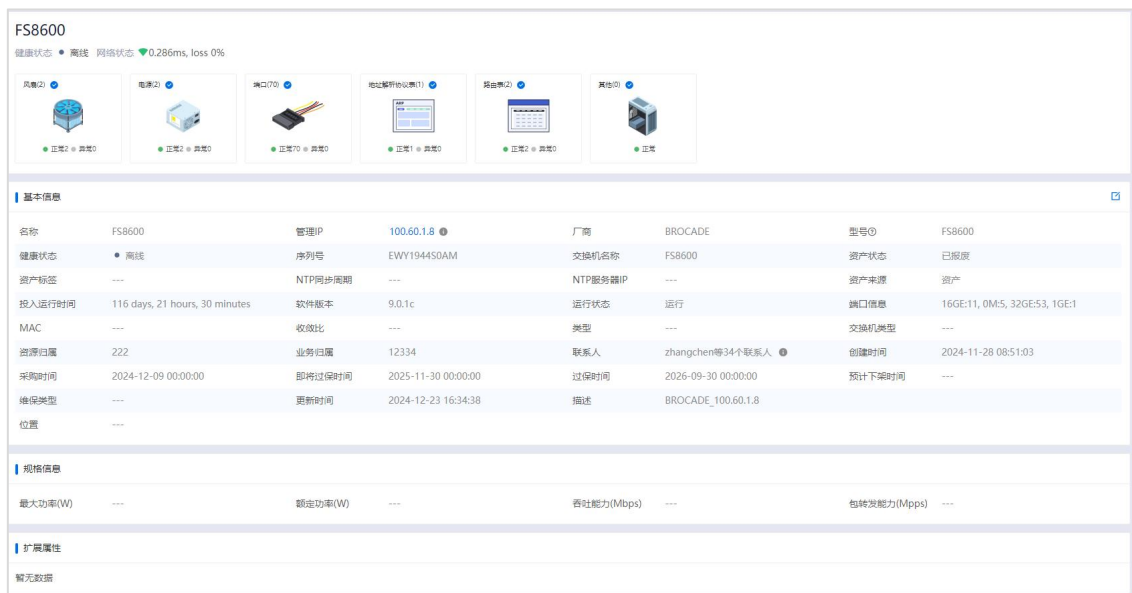 FS8600
健康状态 ● 离线 网络状态 0.286ms, loss 0%
风扇(2) 电源(2) 端口(70) 地址解析协议表(1) 路由表(2) 其他(0)
ARP
正常2 异常0 正常2 异常0 正常70 异常0 正常1 异常0 正常2 异常0 正常
基本信息
名称 FS8600 管理IP 100.60.1.8 厂商 BROCADE 型号 FS8600
健康状态 ● 离线 序列号 EWY1944S0AM 交换机名称 FS8600 资产状态 已报废
资产标签 --- NTP同步周期 --- NTP服务器IP --- 资产来源 资产
投入运行时间 116 days, 21 hours, 30 minutes 软件版本 9.0.1c 运行状态 运行 端口信息 16GE:11, 0M:5, 32GE:53, 1GE:1
MAC --- 收敛比 --- 类型 --- 交换机类型 ---
资源归属 222 业务归属 12334 联系人 zhangchen等34个联系人 创建时间 2024-11-28 08:51:03
采购时间 2024-12-09 00:00:00 即将过保时间 2025-11-30 00:00:00 过保时间 2026-09-30 00:00:00 预计下架时间 ---
维保类型 --- 更新时间 2024-12-23 16:34:38 描述 BROCADE_100.60.1.8
位置 ---
规格信息
最大功率(W) --- 额定功率(W) --- 吞吐能力(Mbps) --- 包转发能力(Mpps) ---
扩展属性
暂无数据